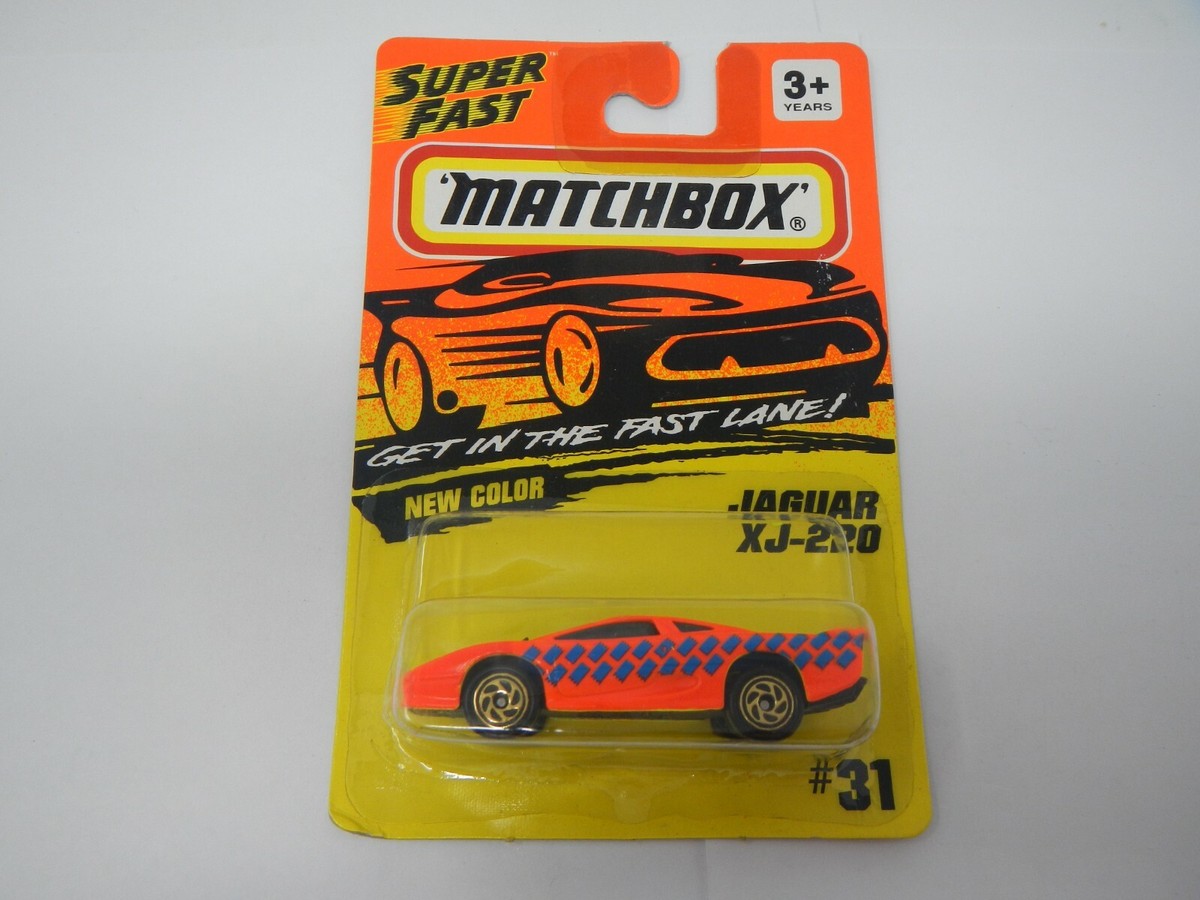 SUPER
FAST
3+
YEARS
'MATCHBOX'®
GET IN THE FAST LANE!
NEW COLOR
JAGUAR
XJ-220
#31